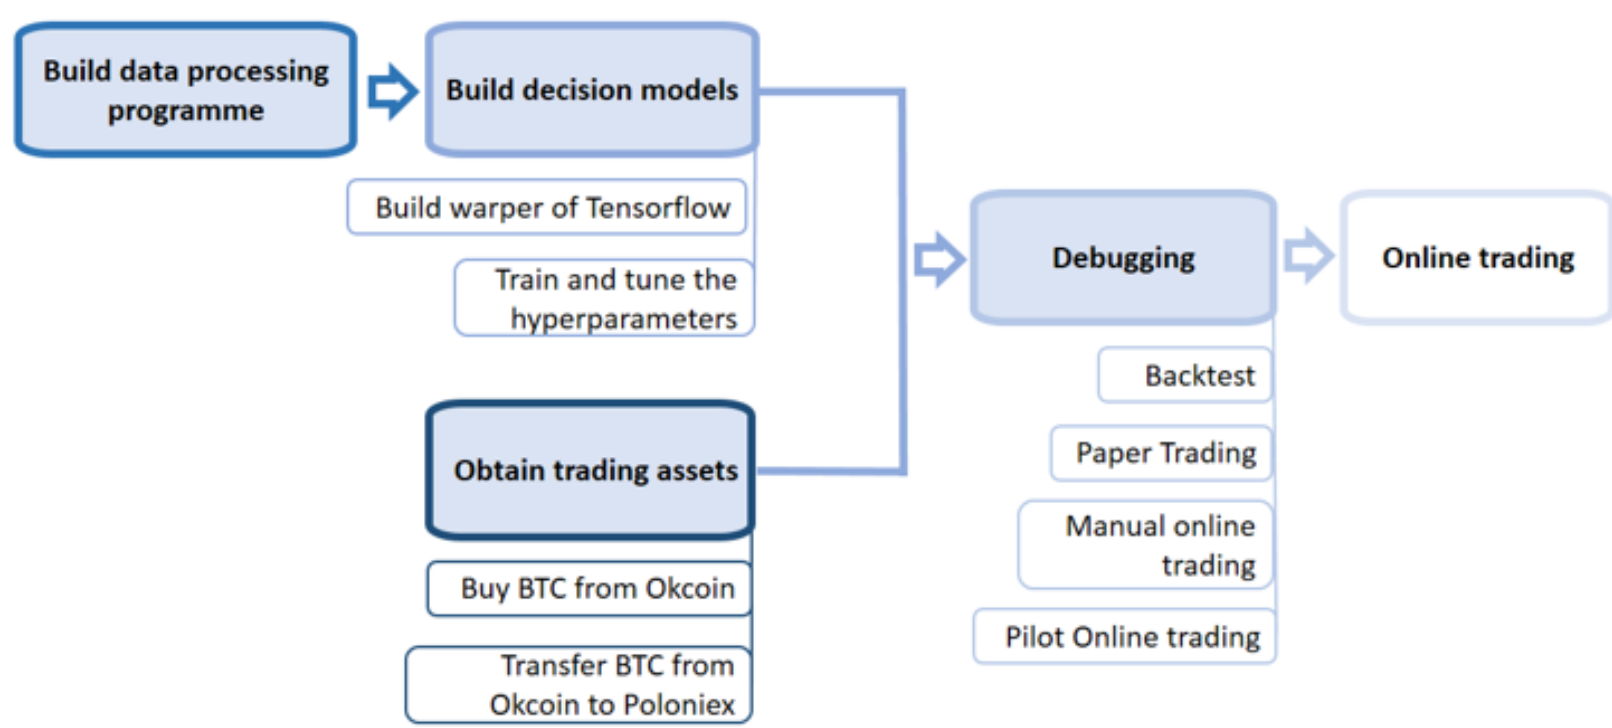 Build data processing
programme
Build decision models
Build warper of Tensorflow
Train and tune the
hyperparameters
Obtain trading assets
Buy BTC from Okcoin
Transfer BTC from
Okcoin to Poloniex
Debugging
Backtest
Paper Trading
Manual online
trading
Pilot Online trading
Online trading